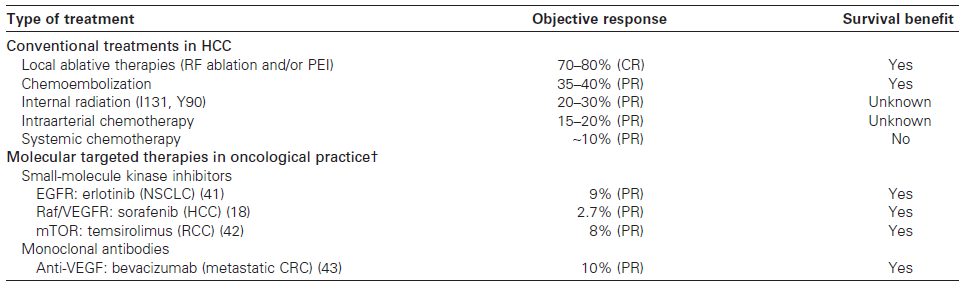 Type of treatment Objective response Survival benefit
Conventional treatments in HCC
Local ablative therapies (RF ablation and/or PEI) 70–80% (CR) Yes
Chemoembolization 35–40% (PR) Yes
Internal radiation (I131, Y90) 20–30% (PR) Unknown
Intraarterial chemotherapy 15–20% (PR) Unknown
Systemic chemotherapy ~10% (PR) No
Molecular targeted therapies in oncological practice†
Small-molecule kinase inhibitors
EGFR: erlotinib (NSCLC) (41) 9% (PR) Yes
Raf/VEGFR: sorafenib (HCC) (18) 2.7% (PR) Yes
mTOR: temsirolimus (RCC) (42) 8% (PR) Yes
Monoclonal antibodies
Anti-VEGF: bevacizumab (metastatic CRC) (43) 10% (PR) Yes